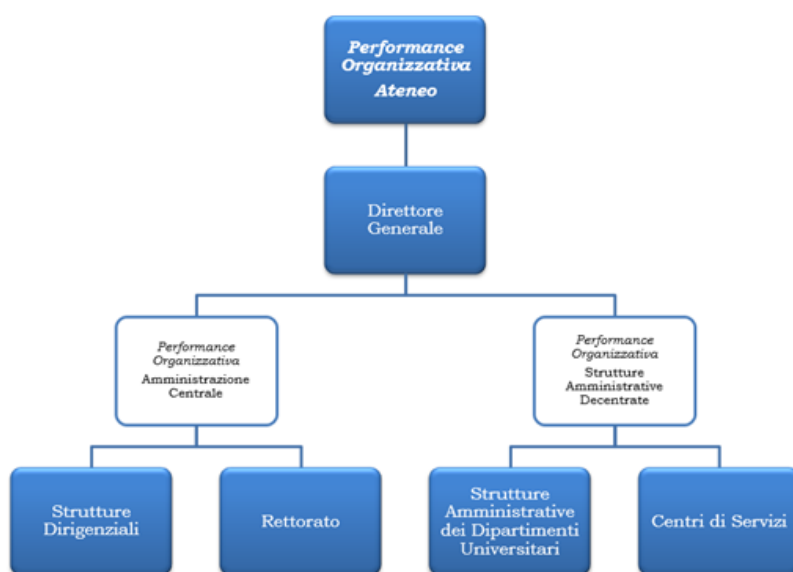 Performance
Organizzativa
Ateneo
Direttore
Generale
Performance
Organizzativa
Amministrazione
Centrale
Performance
Organizzativa
Strutture
Amministrative
Decentrate
Strutture
Dirigenziali
Rettorato
Strutture
Amministrative
dei Dipartimenti
Universitari
Centri di Servizi